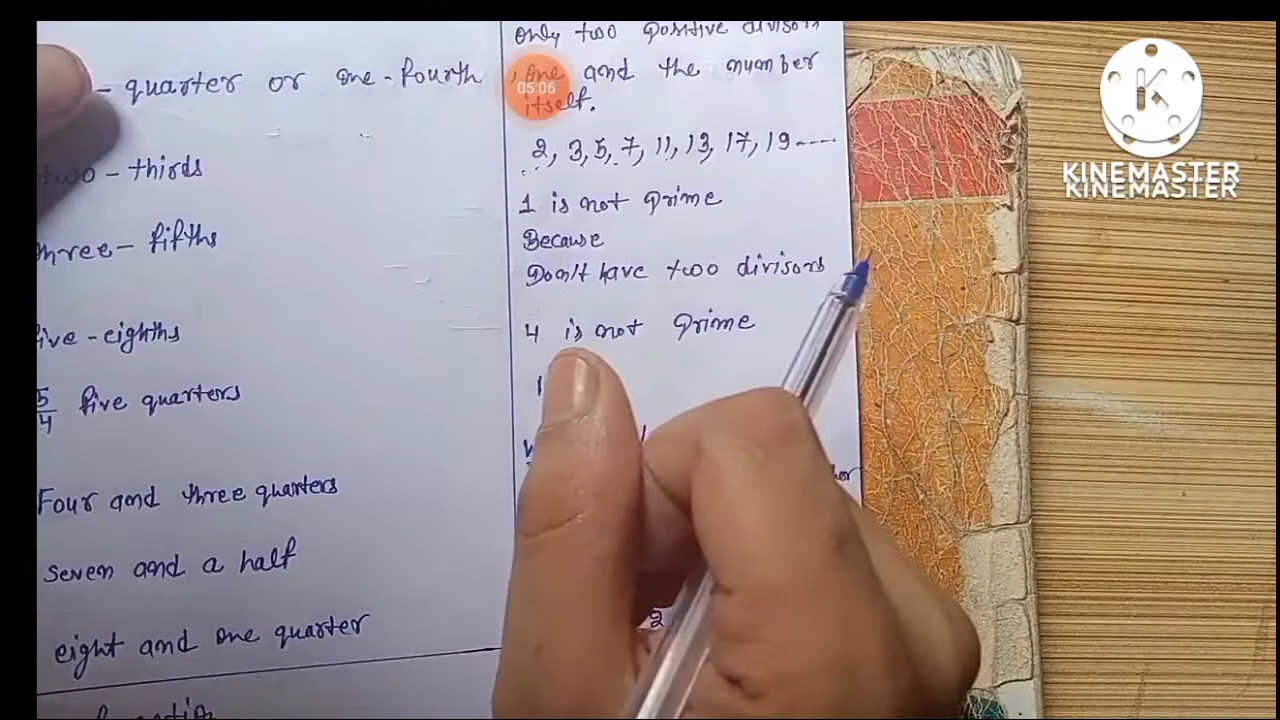 quarter or one-fourth
two-thirds
three-fifths
five-eighths
5/4 five quarters
Four and three quarters
seven and a half
eight and one quarter
only two positive divisors
, one and the number
05:06
itself.
2, 3, 5, 7, 11, 13, 17, 19-----
1 is not prime
Because
Don't have two divisors
4 is not prime
1
2
KINEMASTER
KINEMASTER